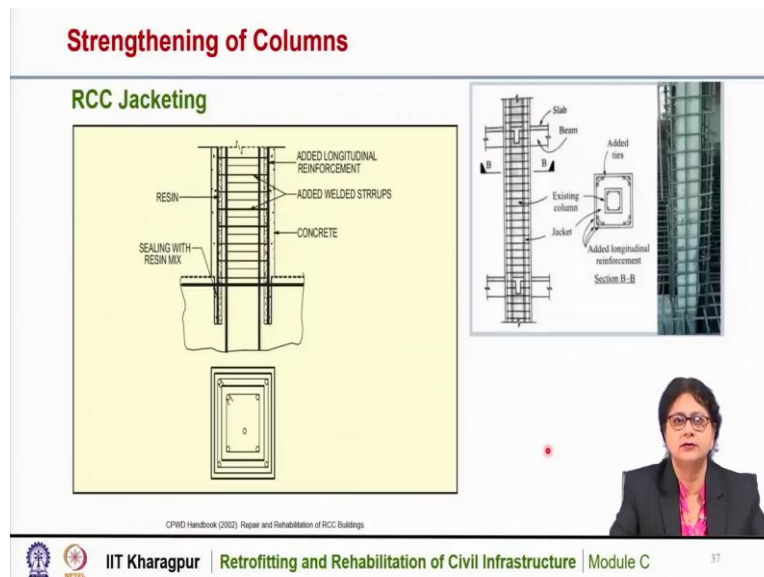 Strengthening of Columns
RCC Jacketing
ADDED LONGITUDINAL
REINFORCEMENT
RESIN
ADDED WELDED STRRUPS
CONCRETE
SEALING WITH
RESIN MIX
Slab
Beam
Added
ties
B
B
Existing
column
Jacket
Added longitudinal
reinforcement
Section B-B
CPWD Handbook (2002) Repair and Rehabilitation of RCC Buildings
NPTEL
IIT Kharagpur
Retrofitting and Rehabilitation of Civil Infrastructure
Module C
37